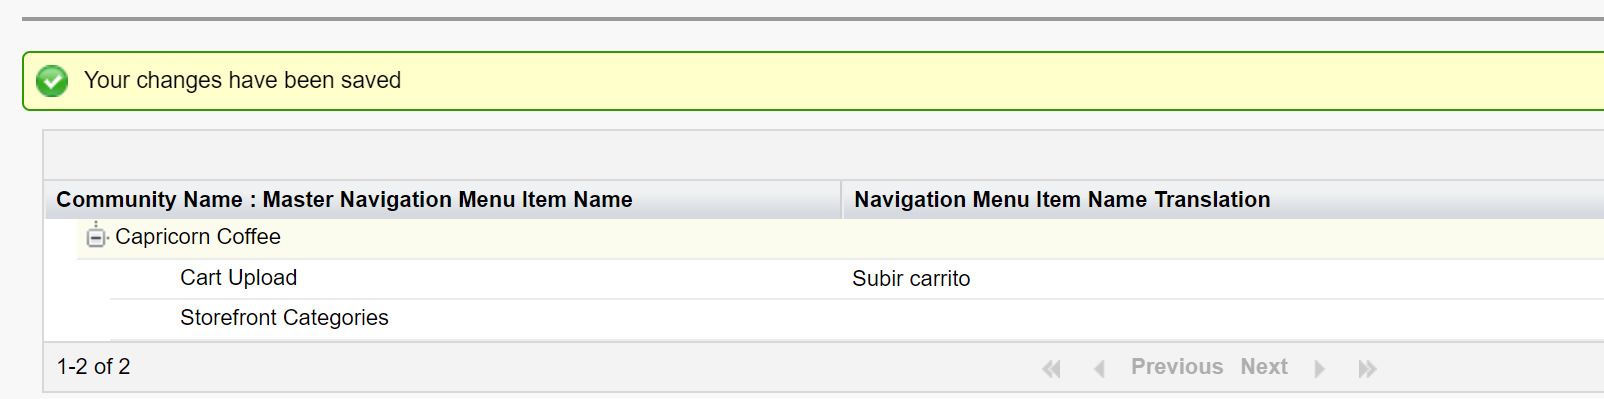 Your changes have been saved
Community Name : Master Navigation Menu Item Name Navigation Menu Item Name Translation
Capricorn Coffee
Cart Upload Subir carrito
Storefront Categories
1-2 of 2 Previous Next